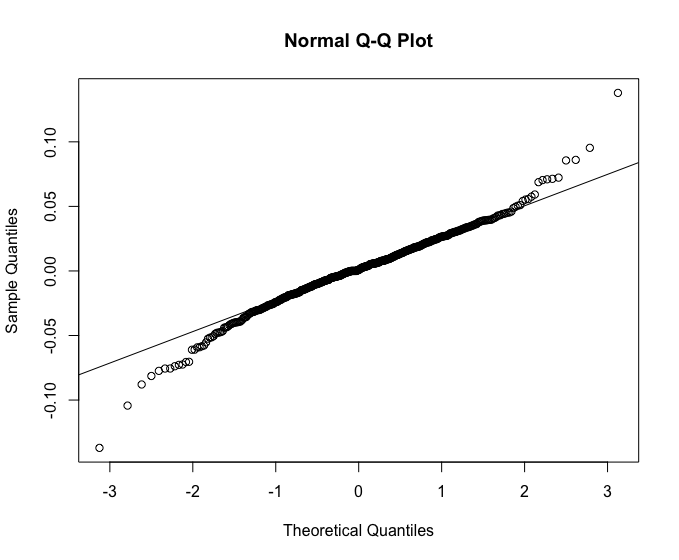 Normal Q-Q Plot
Sample Quantiles
0.10
0.05
0.00
-0.05
-0.10
-3 -2 -1 0 1 2 3
Theoretical Quantiles